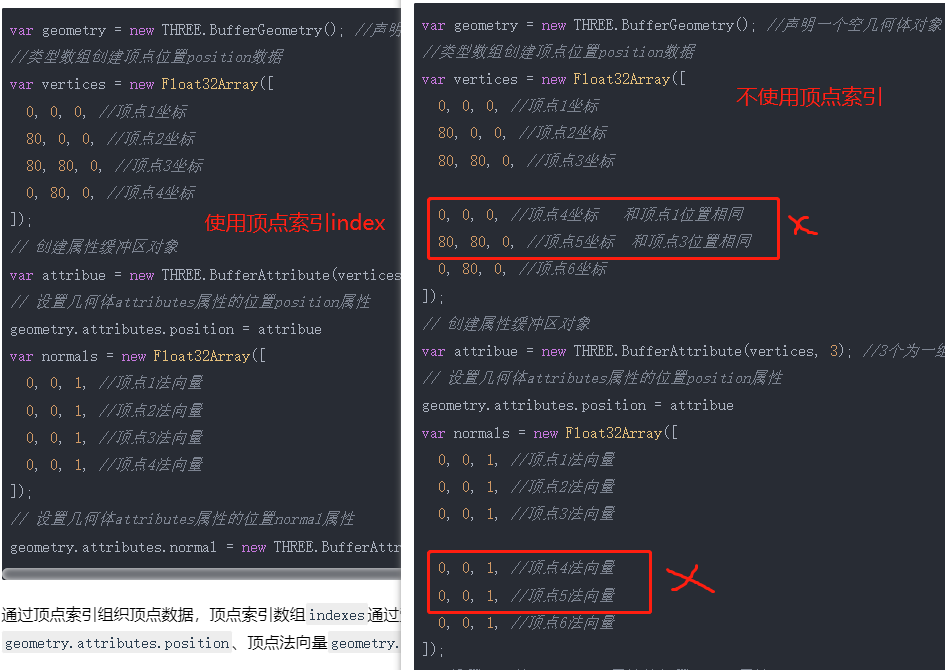 var geometry = new THREE.BufferGeometry(); //声明
//类型数组创建顶点位置position数据
var vertices = new Float32Array([
0, 0, 0, //顶点1坐标
80, 0, 0, //顶点2坐标
80, 80, 0, //顶点3坐标
0, 80, 0, //顶点4坐标
]);
使用顶点索引index
// 创建属性缓冲区对象
var attribue = new THREE.BufferAttribute(vertices
// 设置几何体attributes属性的位置position属性
geometry.attributes.position = attribue
var normals = new Float32Array([
0, 0, 1, //顶点1法向量
0, 0, 1, //顶点2法向量
0, 0, 1, //顶点3法向量
0, 0, 1, //顶点4法向量
]);
// 设置几何体attributes属性的位置normal属性
geometry.attributes.normal = new THREE.BufferAttr
通过顶点索引组织顶点数据，顶点索引数组indexes通过
geometry.attributes.position、顶点法向量geometry.
var geometry = new THREE.BufferGeometry(); //声明一个空几何体对象
//类型数组创建顶点位置position数据
var vertices = new Float32Array([
不使用顶点索引
0, 0, 0, //顶点1坐标
80, 0, 0, //顶点2坐标
80, 80, 0, //顶点3坐标
0, 0, 0, //顶点4坐标 和顶点1位置相同
80, 80, 0, //顶点5坐标 和顶点3位置相同
0, 80, 0, //顶点6坐标
]);
// 创建属性缓冲区对象
var attribue = new THREE.BufferAttribute(vertices, 3); //3个为一组
// 设置几何体attributes属性的位置position属性
geometry.attributes.position = attribue
var normals = new Float32Array([
0, 0, 1, //顶点1法向量
0, 0, 1, //顶点2法向量
0, 0, 1, //顶点3法向量
0, 0, 1, //顶点4法向量
0, 0, 1, //顶点5法向量
0, 0, 1, //顶点6法向量
]);